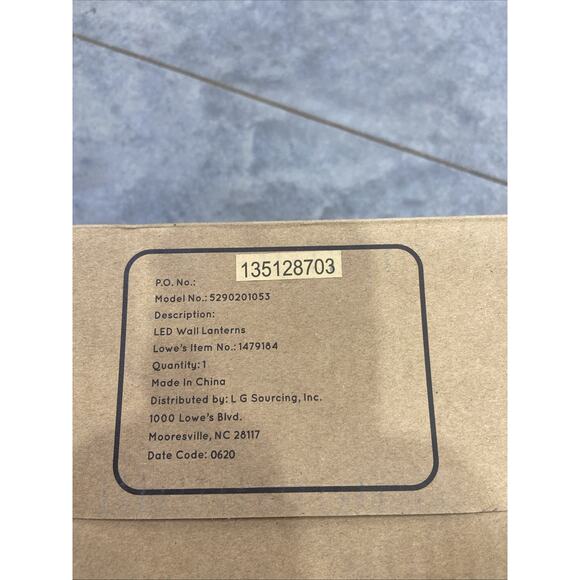 135128703
P.O. No.:
Model No.: 5290201053
Description:
LED Wall Lanterns
Lowe's Item No.: 1479184
Quantity: 1
Made In China
Distributed by: L G Sourcing, Inc.
1000 Lowe's Blvd.
Mooresville, NC 28117
Date Code: 0620